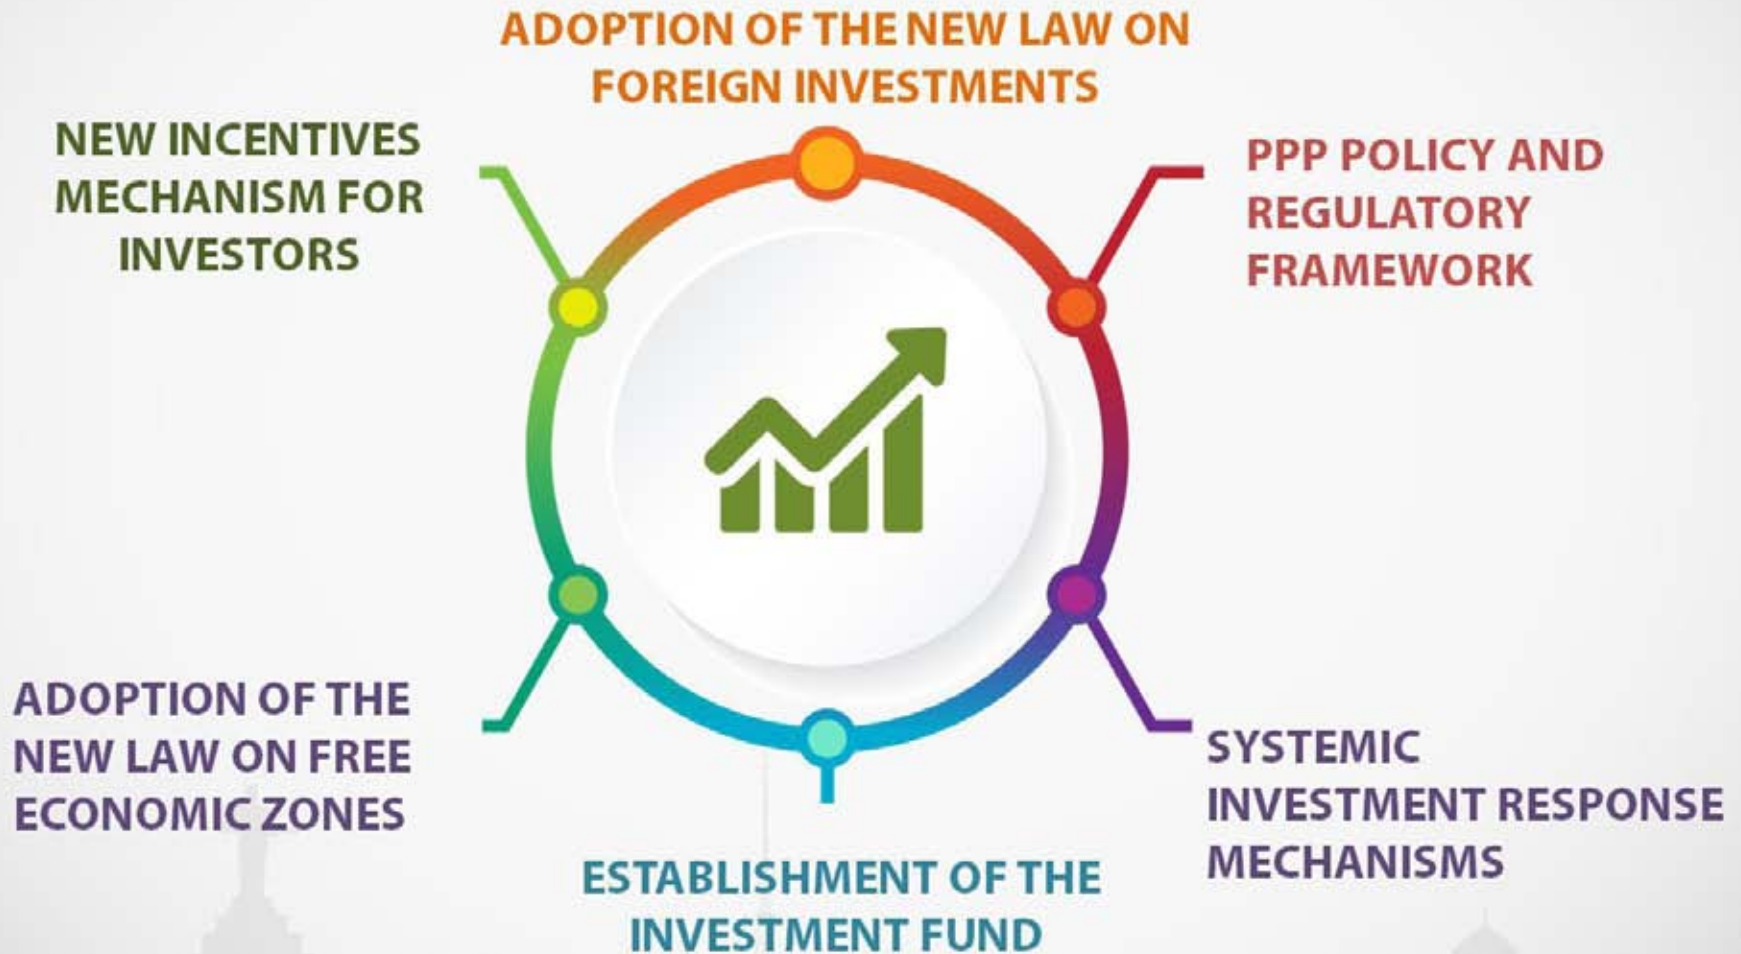 ADOPTION OF THE NEW LAW ON
FOREIGN INVESTMENTS
NEW INCENTIVES
MECHANISM FOR
INVESTORS
PPP POLICY AND
REGULATORY
FRAMEWORK
ADOPTION OF THE
NEW LAW ON FREE
ECONOMIC ZONES
SYSTEMIC
INVESTMENT RESPONSE
MECHANISMS
ESTABLISHMENT OF THE
INVESTMENT FUND